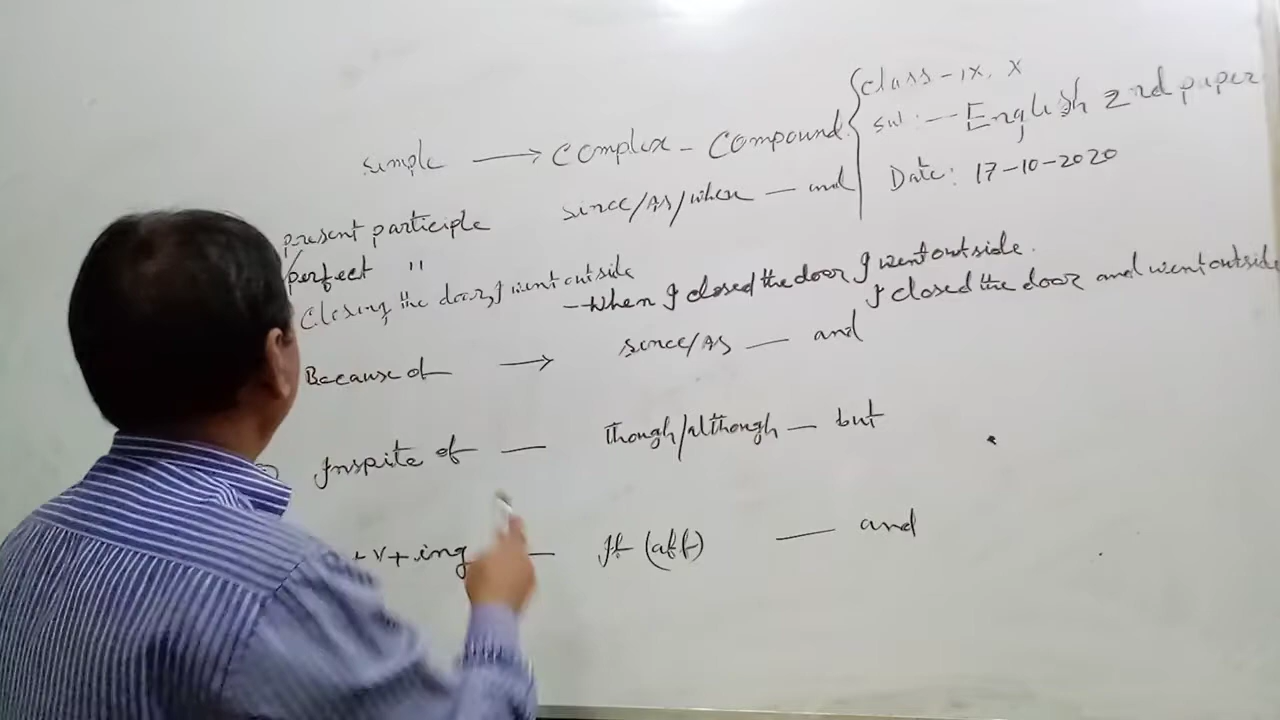 class - IX, X
sub :- English 2nd paper
Date: 17-10-2020
simple → complex - compound
since/As/when - and
present participle
perfect "
closing the door, I went outside
- when I closed the door I went outside.
I closed the door and went outside
Because of → since/As - and
Inspite of - though/although - but
+ V + ing - If (aff) - and